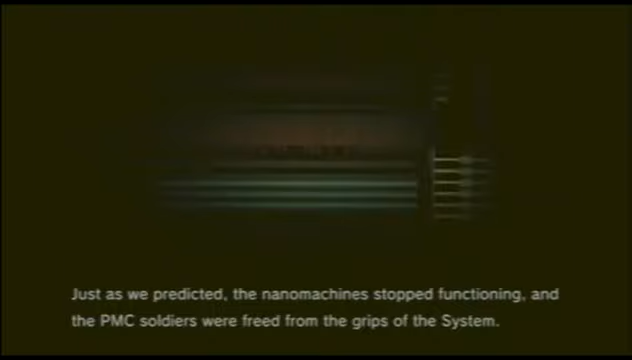 Just as we predicted, the nanomachines stopped functioning, and
the PMC soldiers were freed from the grips of the System.